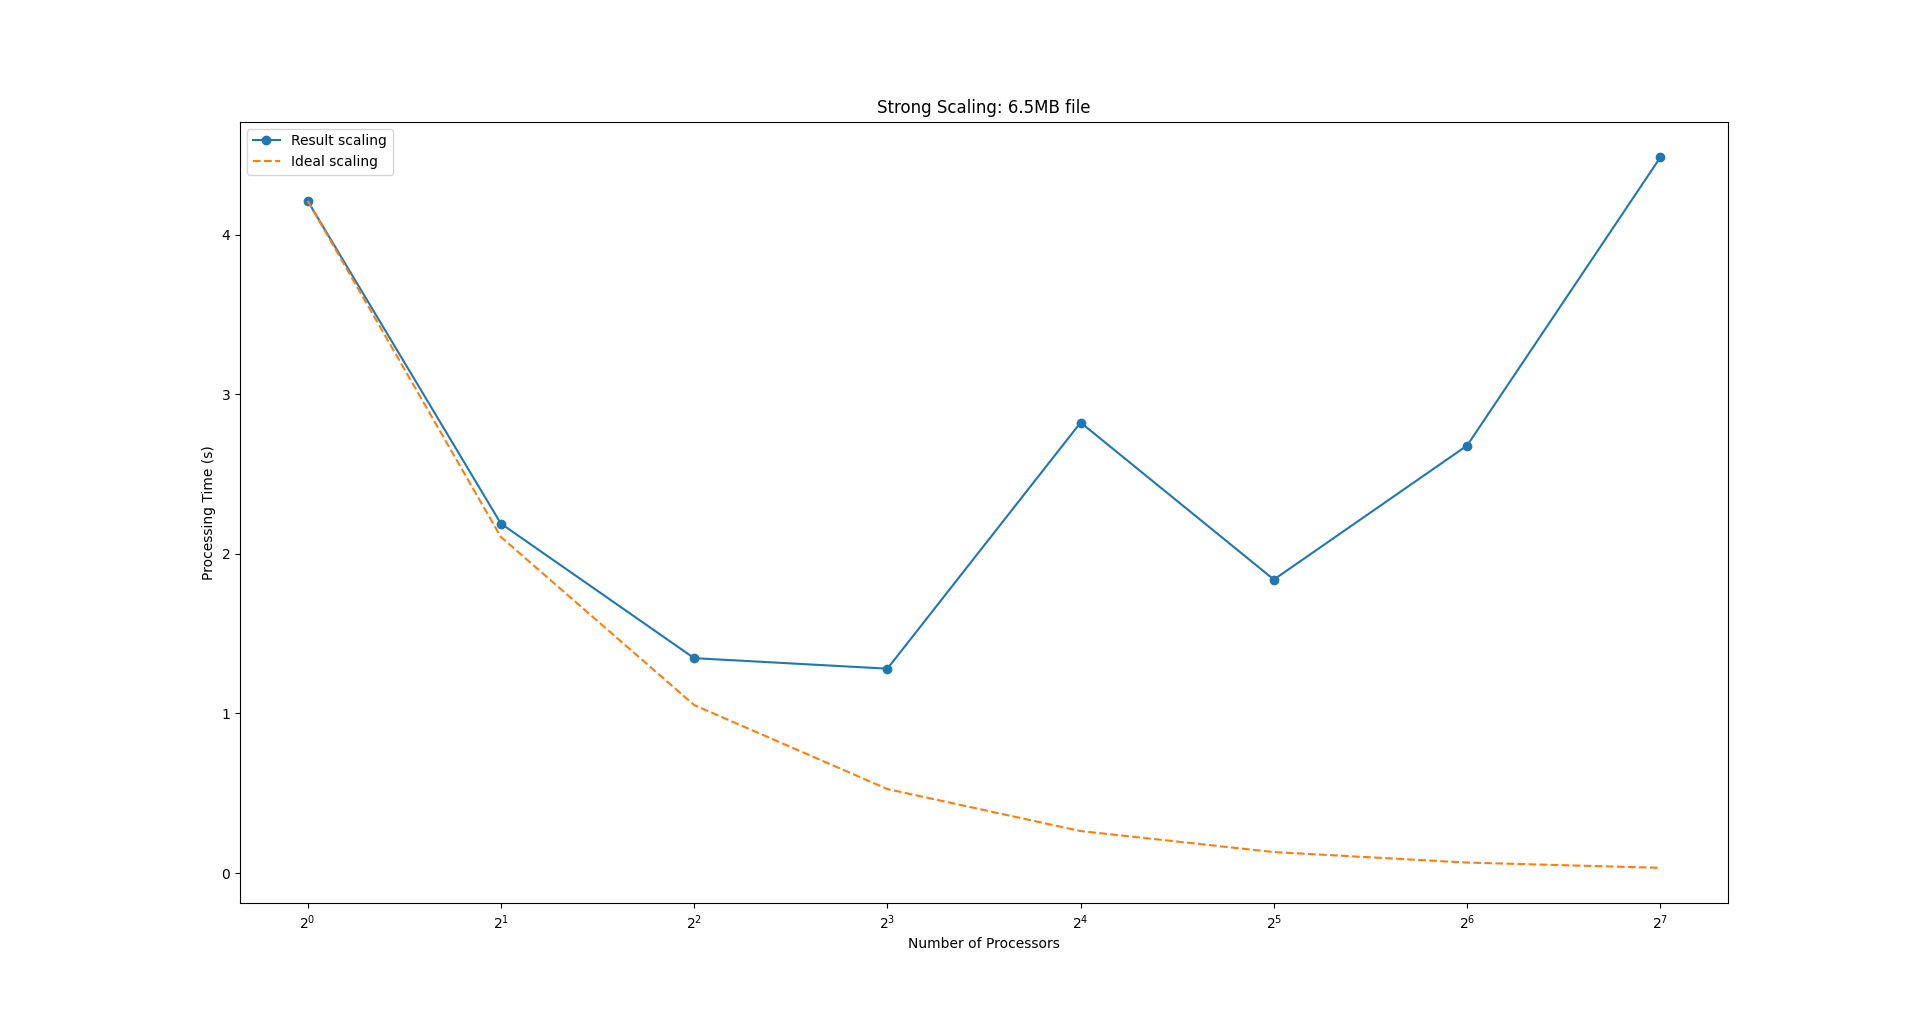 Strong Scaling: 6.5MB file
Result scaling
Ideal scaling
Processing Time (s)
4
3
2
1
0
2⁰ 2¹ 2² 2³ 2⁴ 2⁵ 2⁶ 2⁷
Number of Processors